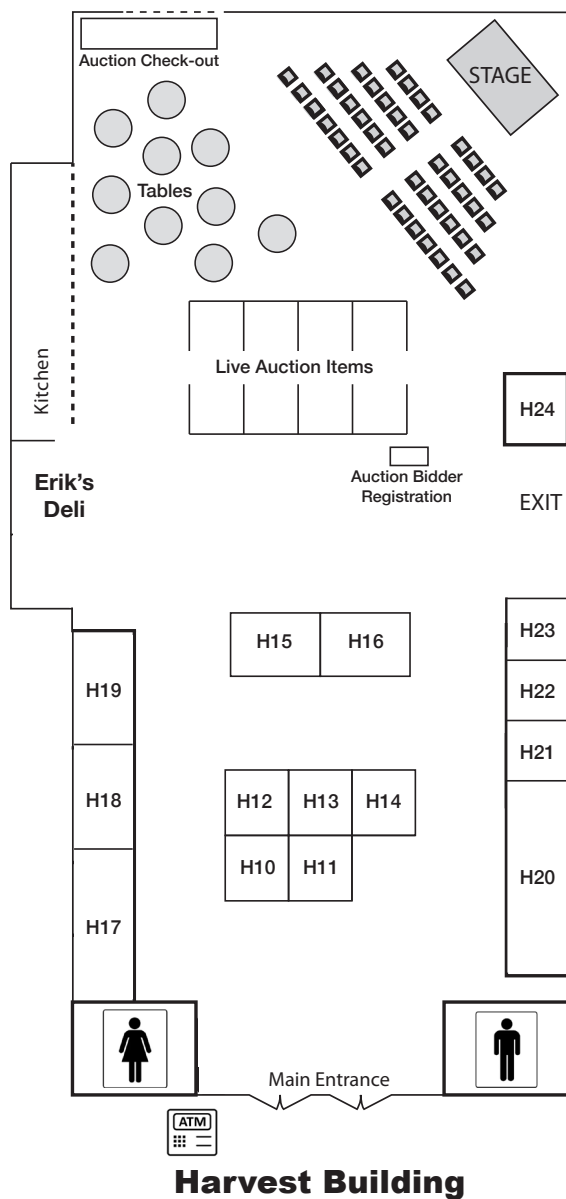 Auction Check-out
STAGE
Tables
Live Auction Items
Kitchen
H24
Auction Bidder
Registration
Erik's
Deli
EXIT
H23
H15
H16
H19
H22
H21
H18
H12
H13
H14
H10
H11
H20
H17
Main Entrance
ATM
Harvest Building